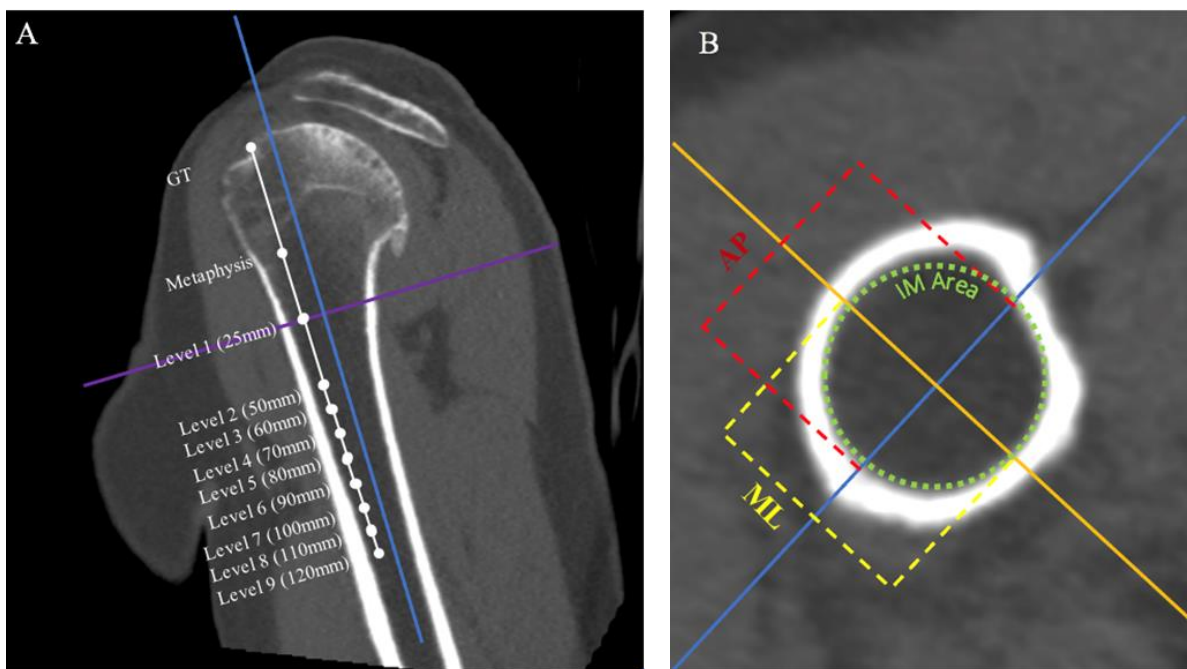 A
GT
Metaphysis
Level 1 (25mm)
Level 2 (50mm)
Level 3 (60mm)
Level 4 (70mm)
Level 5 (80mm)
Level 6 (90mm)
Level 7 (100mm)
Level 8 (110mm)
Level 9 (120mm)
B
AP
IM Area
ML